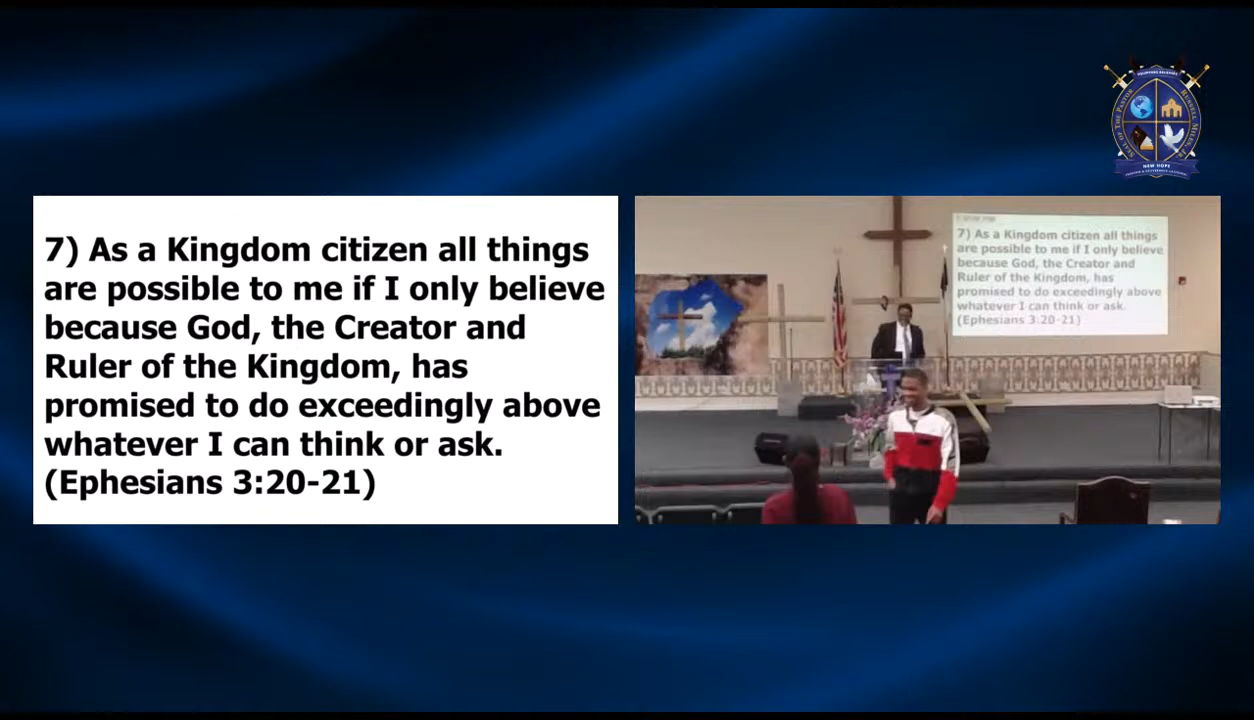 7) As a Kingdom citizen all things
are possible to me if I only believe
because God, the Creator and
Ruler of the Kingdom, has
promised to do exceedingly above
whatever I can think or ask.
(Ephesians 3:20-21)
SEAL OF THE PASTOR
NEW HOPE
7) As a Kingdom citizen all things
are possible to me if I only believe
because God, the Creator and
Ruler of the Kingdom, has
promised to do exceedingly above
whatever I can think or ask.
(Ephesians 3:20-21)